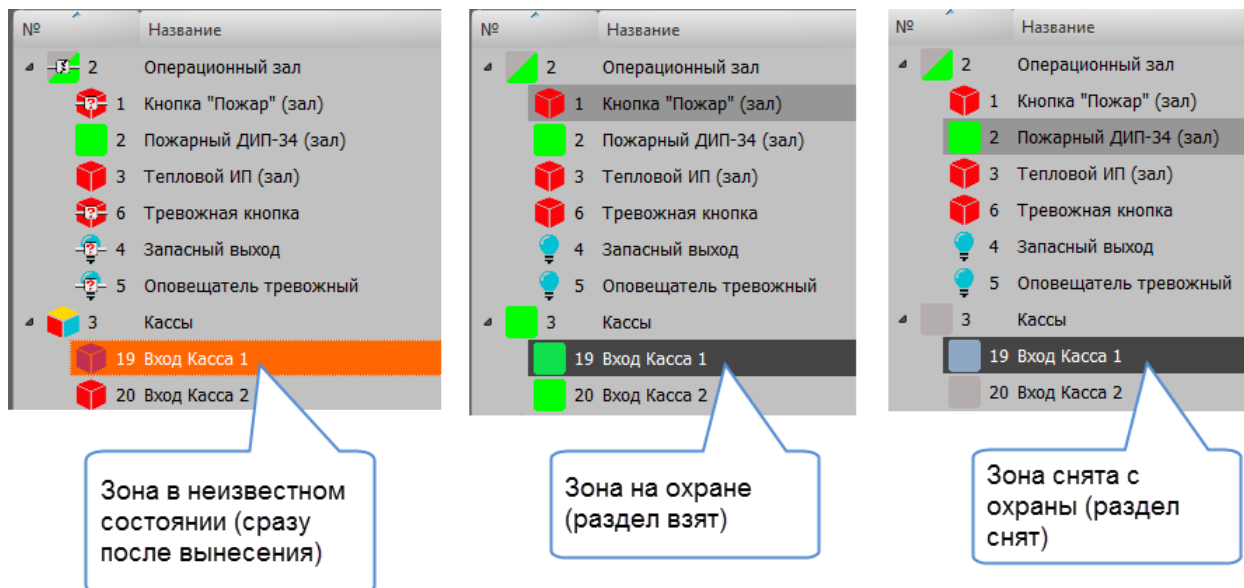 № Название
2 Операционный зал
1 Кнопка "Пожар" (зал)
2 Пожарный ДИП-34 (зал)
3 Тепловой ИП (зал)
6 Тревожная кнопка
4 Запасный выход
5 Оповещатель тревожный
3 Кассы
19 Вход Касса 1
20 Вход Касса 2
Зона в неизвестном
состоянии (сразу
после вынесения)
№ Название
2 Операционный зал
1 Кнопка "Пожар" (зал)
2 Пожарный ДИП-34 (зал)
3 Тепловой ИП (зал)
6 Тревожная кнопка
4 Запасный выход
5 Оповещатель тревожный
3 Кассы
19 Вход Касса 1
20 Вход Касса 2
Зона на охране
(раздел взят)
№ Название
2 Операционный зал
1 Кнопка "Пожар" (зал)
2 Пожарный ДИП-34 (зал)
3 Тепловой ИП (зал)
6 Тревожная кнопка
4 Запасный выход
5 Оповещатель тревожный
3 Кассы
19 Вход Касса 1
20 Вход Касса 2
Зона снята с
охраны (раздел
снят)